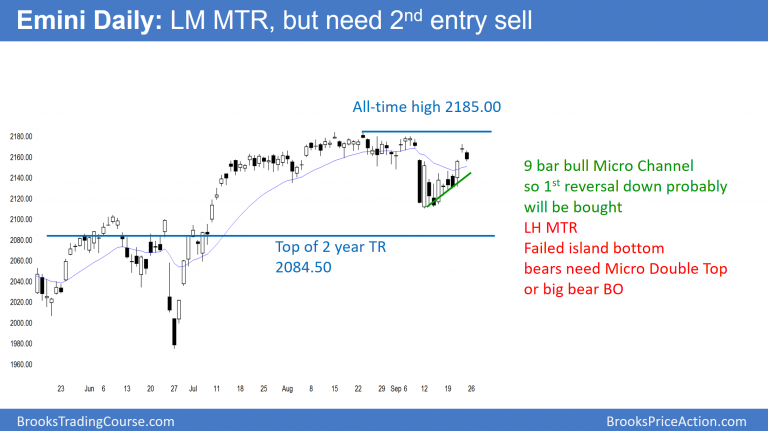 Emini Daily: LM MTR, but need 2nd entry sell
All-time high 2185.00
2180.00
2160.00
2140.00
2120.00
2100.00
2080.00
2060.00
2040.00
2020.00
2000.00
1980.00
1960.00
Top of 2 year TR
2084.50
9 bar bull Micro Channel
so 1st reversal down probably
will be bought
LH MTR
Failed island bottom
bears need Micro Double Top
or big bear BO
23 Jun 6 13 20 27 Jul 11 18 25 Aug 8 15 22 29 Sep 6 12 19 26
BrooksTradingCourse.com
BrooksPriceAction.com